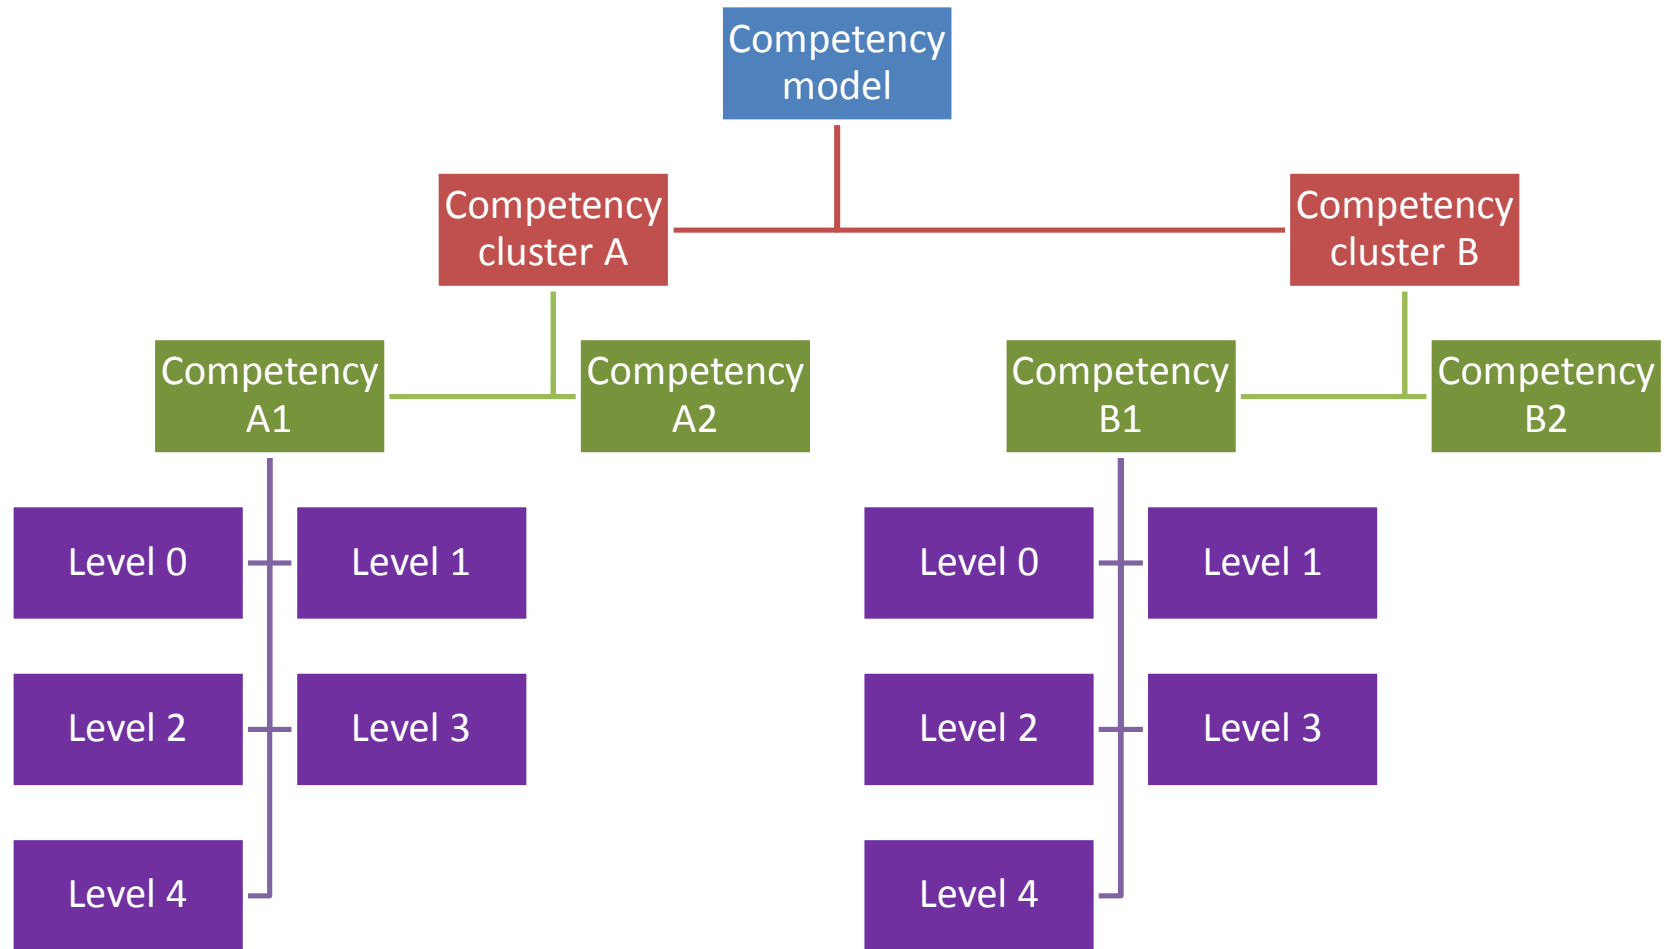 Competency
model
Competency
cluster A
Competency
cluster B
Competency
A1
Competency
A2
Competency
B1
Competency
B2
Level 0
Level 1
Level 0
Level 1
Level 2
Level 3
Level 2
Level 3
Level 4
Level 4